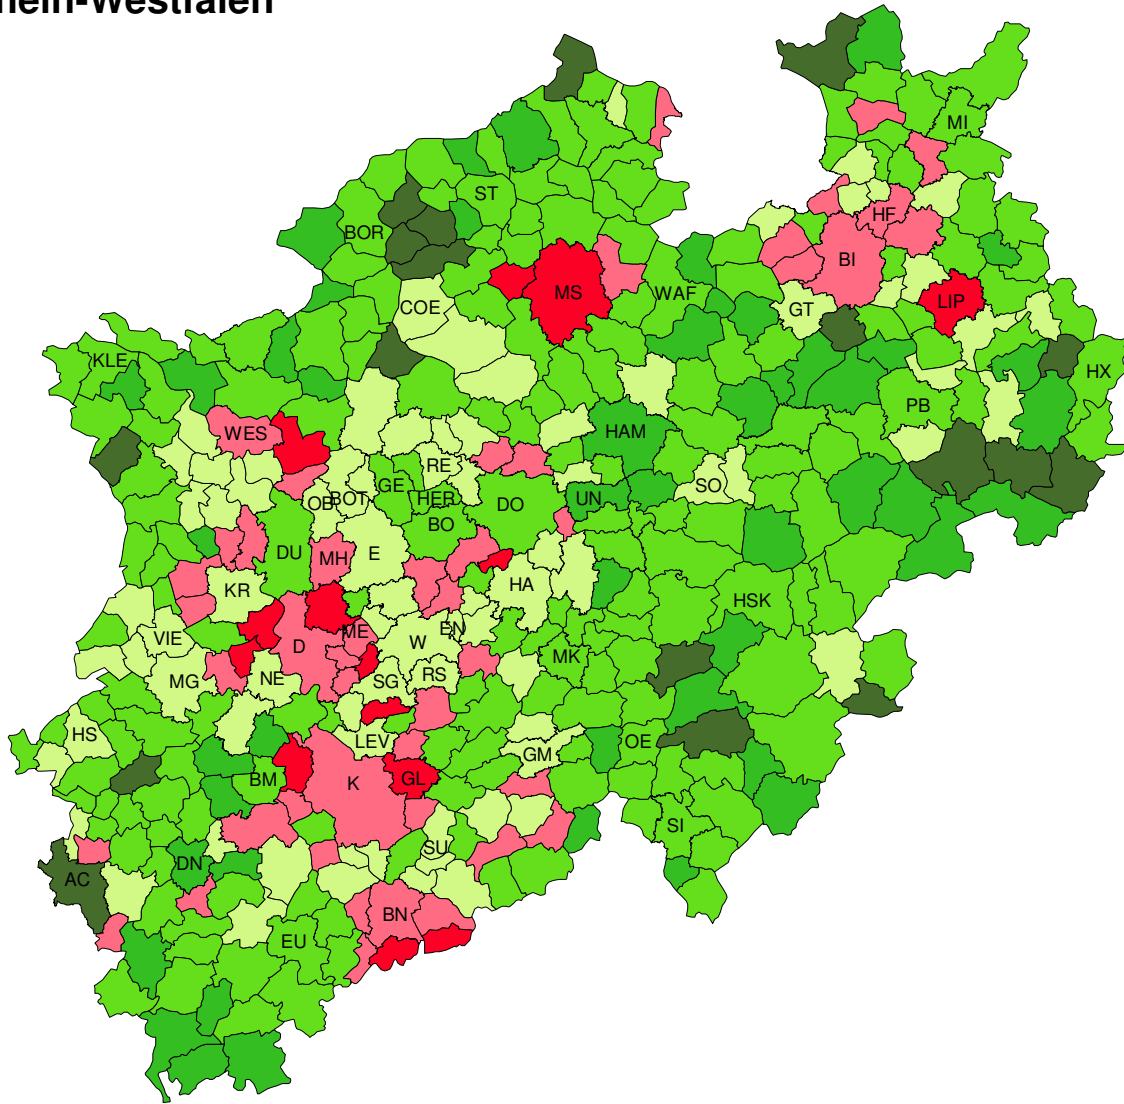 hein-Westfalen
MI
ST
HF
BOR
BI
MS
WAF
LIP
COE
GT
KLE
HX
PB
WES
HAM
RE
GE
SO
OB
BOT
HER
UN
DO
BO
DU
MH
E
HA
KR
HSK
VIE
ME
EN
D
W
MK
MG
NE
SG
RS
HS
LEV
OE
GM
BM
K
GL
SI
SU
DN
AC
BN
EU